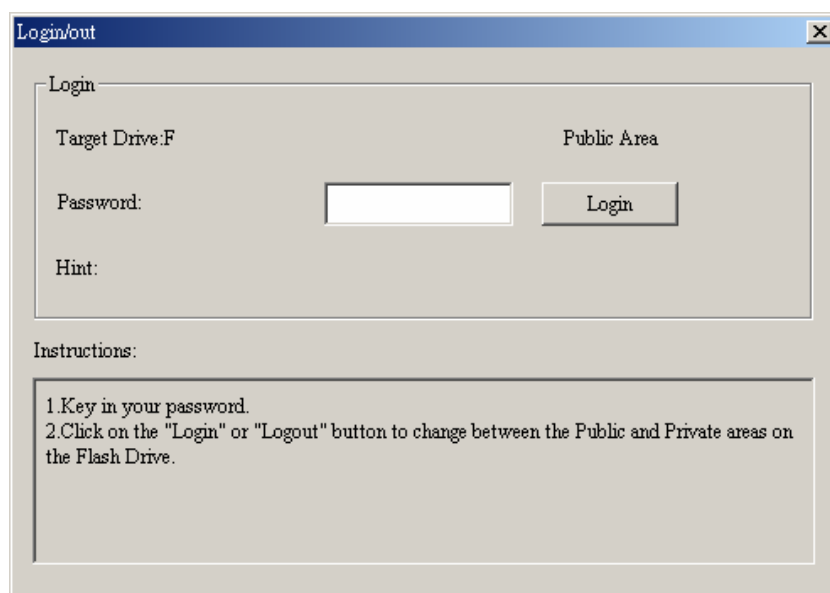 Login/out
Login
Target Drive:F
Public Area
Password:
Login
Hint:
Instructions:
1.Key in your password.
2.Click on the "Login" or "Logout" button to change between the Public and Private areas on
the Flash Drive.